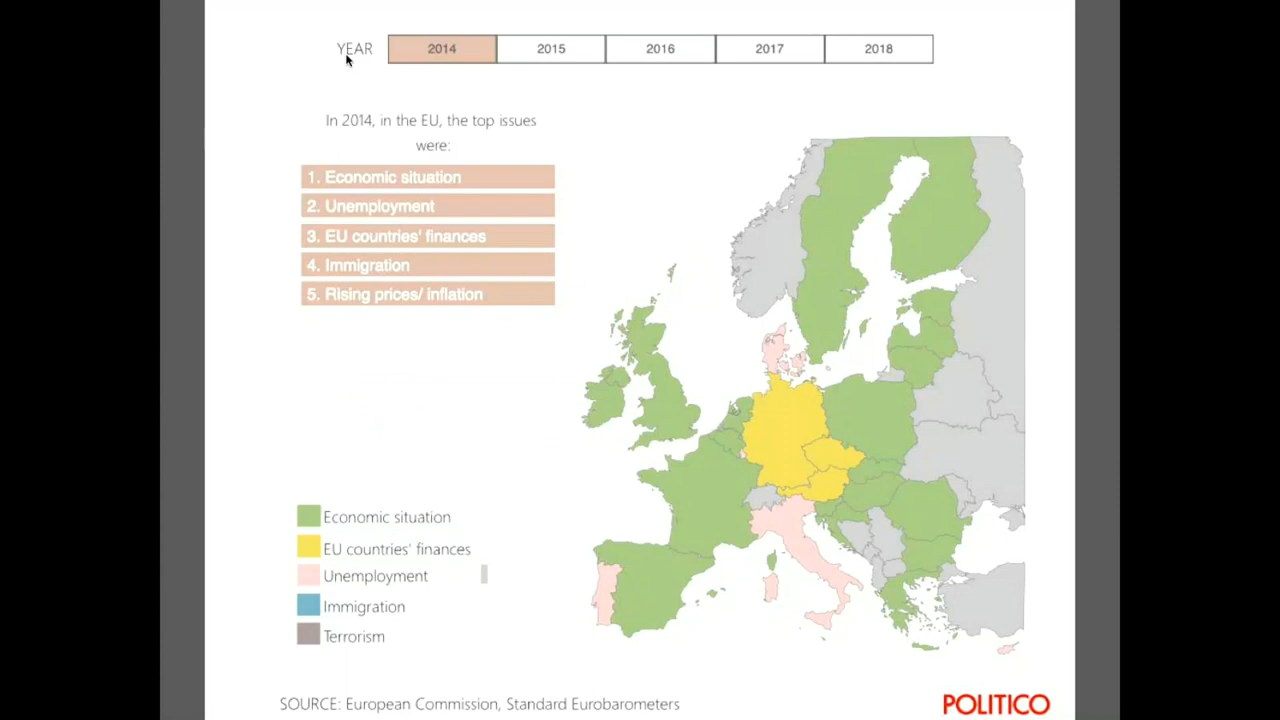 YEAR 2014 2015 2016 2017 2018
In 2014, in the EU, the top issues
were:
1. Economic situation
2. Unemployment
3. EU countries' finances
4. Immigration
5. Rising prices/ inflation
Economic situation
EU countries' finances
Unemployment
Immigration
Terrorism
SOURCE: European Commission, Standard Eurobarometers
POLITICO